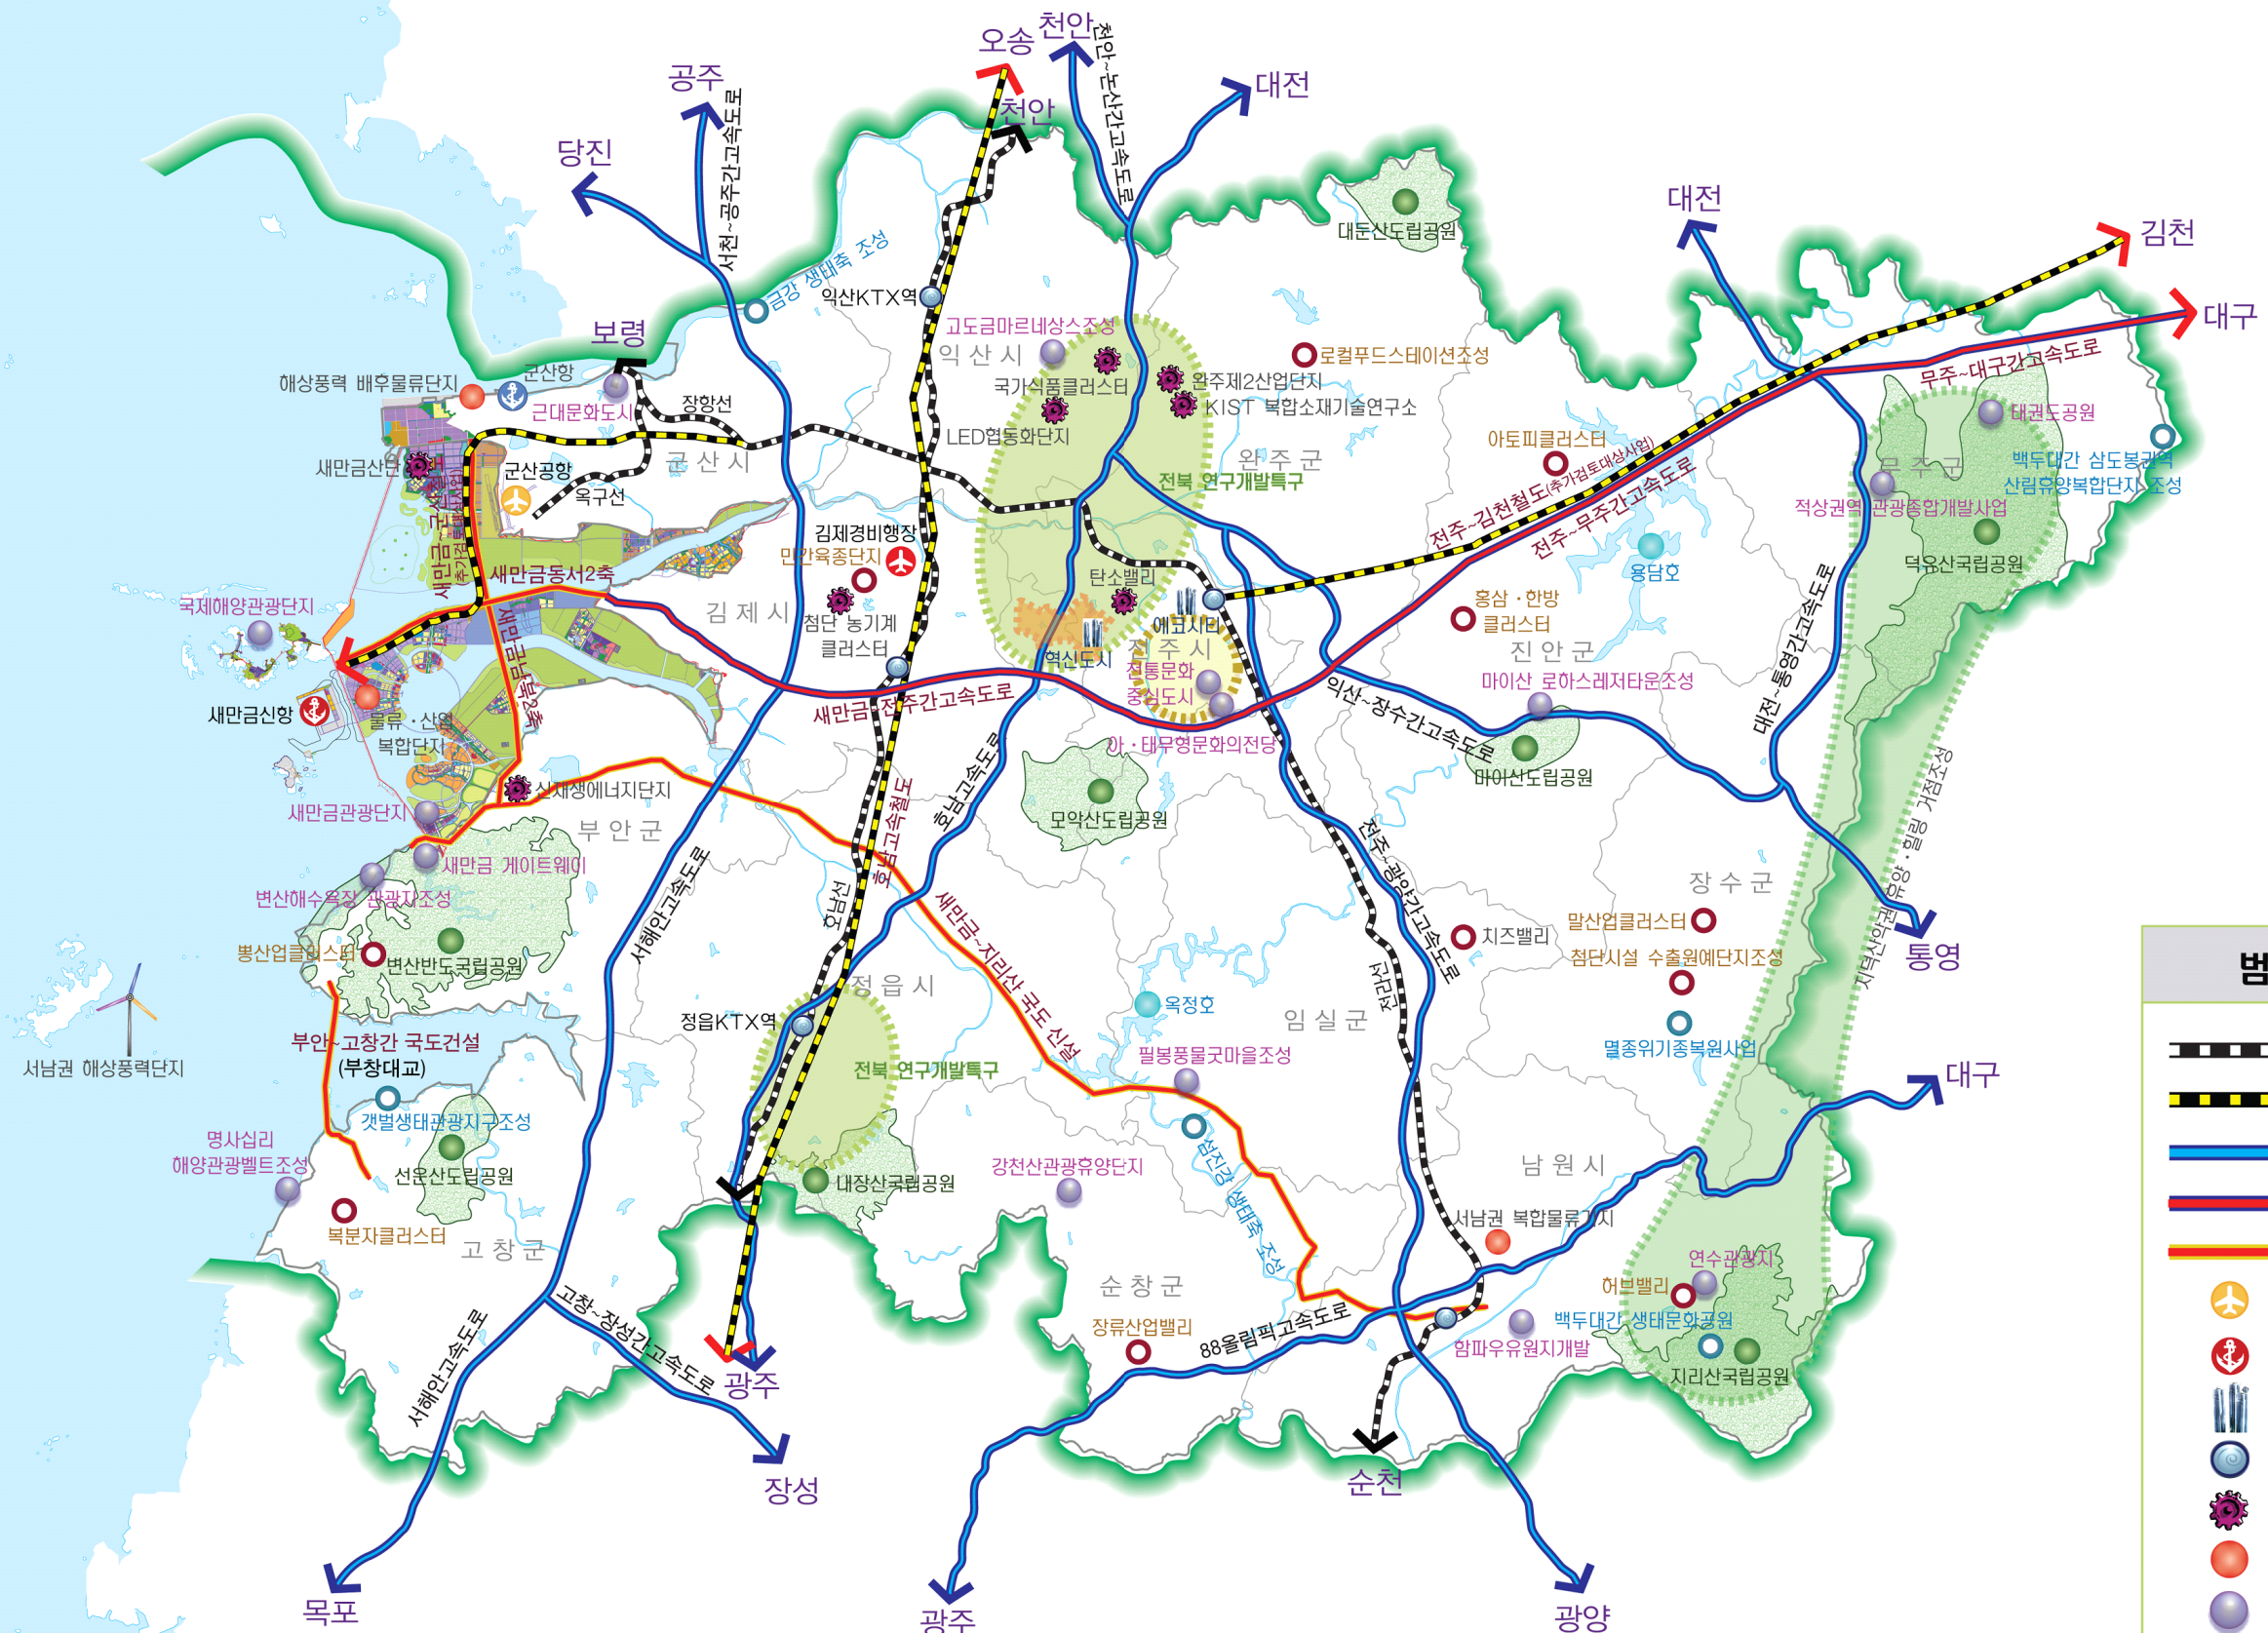 오송
천안
천안
천안~논산간고속도로
대전
공주
서천~공주간고속도로
당진
대전
김천
대구
대둔산도립공원
금강 생태축 조성
익산KTX역
보령
고도금마르네상스조성
익산시
로컬푸드스테이션조성
무주~대구간고속도로
해상풍력 배후물류단지
군산항
근대문화도시
장항선
국가식품클러스터
완주제2산업단지
KIST 복합소재기술연구소
LED협동화단지
태권도공원
아토피클러스터
새만금산단
군산공항
옥구선
군산시
완주군
전북 연구개발특구
무주군
백두대간 삼도봉권역
산림휴양복합단지 조성
적상권역 관광종합개발사업
전주~김천철도(추가검토대상사업)
전주~무주간고속도로
김제경비행장
민간육종단지
덕유산국립공원
용담호
새만금동서2축
탄소밸리
국제해양관광단지
김제시
첨단 농기계
클러스터
에코시티
홍삼·한방
클러스터
혁신도시
전주시
진안군
전통문화
중심도시
마이산 로하스레저타운조성
대전~통영간고속도로
새만금남북2축
새만금신항
물류·산업
복합단지
새만금~전주간고속도로
익산~장수간고속도로
아·태무형문화의전당
마이산도립공원
신재생에너지단지
새만금관광단지
호남고속철도
호남고속도로
모악산도립공원
부안군
전주~광양간고속도로
지덕산악권 휴양·힐링 거점조성
새만금 게이트웨이
변산해수욕장 관광지조성
서해안고속도로
호남선
새만금~지리산 국도 신설
장수군
말산업클러스터
치즈밸리
통영
뽕산업클러스터
변산반도국립공원
첨단시설 수출원예단지조성
정읍시
전라선
옥정호
정읍KTX역
임실군
부안~고창간 국도건설
(부창대교)
멸종위기종복원사업
서남권 해상풍력단지
필봉풍물굿마을조성
전북 연구개발특구
대구
갯벌생태관광지구조성
명사십리
해양관광벨트조성
선운산도립공원
내장산국립공원
강천산관광휴양단지
섬진강 생태축 조성
남원시
서남권 복합물류기지
복분자클러스터
고창군
연수관광지
순창군
허브밸리
고창~장성간고속도로
장류산업밸리
88올림픽고속도로
백두대간 생태문화공원
함파우유원지개발
지리산국립공원
서해안고속도로
광주
장성
순천
목포
광주
광양
범